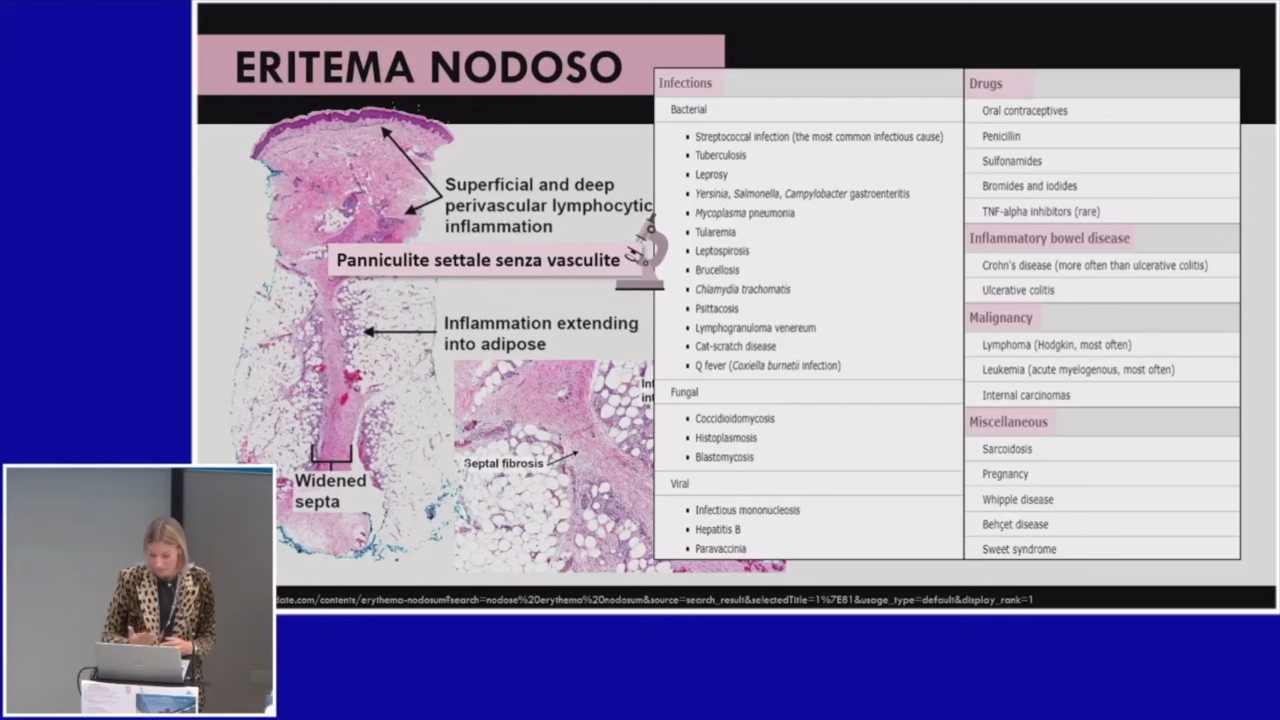 ERITEMA NODOSO
Superficial and deep
perivascular lymphocytic
inflammation
Panniculite settale senza vasculite
Inflammation extending
into adipose
Septal fibrosis
Widened
septa
Infections
Bacterial
▪ Streptococcal infection (the most common infectious cause)
▪ Tuberculosis
▪ Leprosy
▪ Yersinia, Salmonella, Campylobacter gastroenteritis
▪ Mycoplasma pneumonia
▪ Tularemia
▪ Leptospirosis
▪ Brucellosis
▪ Chlamydia trachomatis
▪ Psittacosis
▪ Lymphogranuloma venereum
▪ Cat-scratch disease
▪ Q fever (Coxiella burnetii infection)
Fungal
▪ Coccidioidomycosis
▪ Histoplasmosis
▪ Blastomycosis
Viral
▪ Infectious mononucleosis
▪ Hepatitis B
▪ Paravaccinia
Drugs
Oral contraceptives
Penicillin
Sulfonamides
Bromides and iodides
TNF-alpha inhibitors (rare)
Inflammatory bowel disease
Crohn's disease (more often than ulcerative colitis)
Ulcerative colitis
Malignancy
Lymphoma (Hodgkin, most often)
Leukemia (acute myelogenous, most often)
Internal carcinomas
Miscellaneous
Sarcoidosis
Pregnancy
Whipple disease
Behçet disease
Sweet syndrome
date.com/contents/erythema-nodosum?search=nodose%20erythema%20nodosum&source=search_result&selectedTitle=1%7E81&usage_type=default&display_rank=1